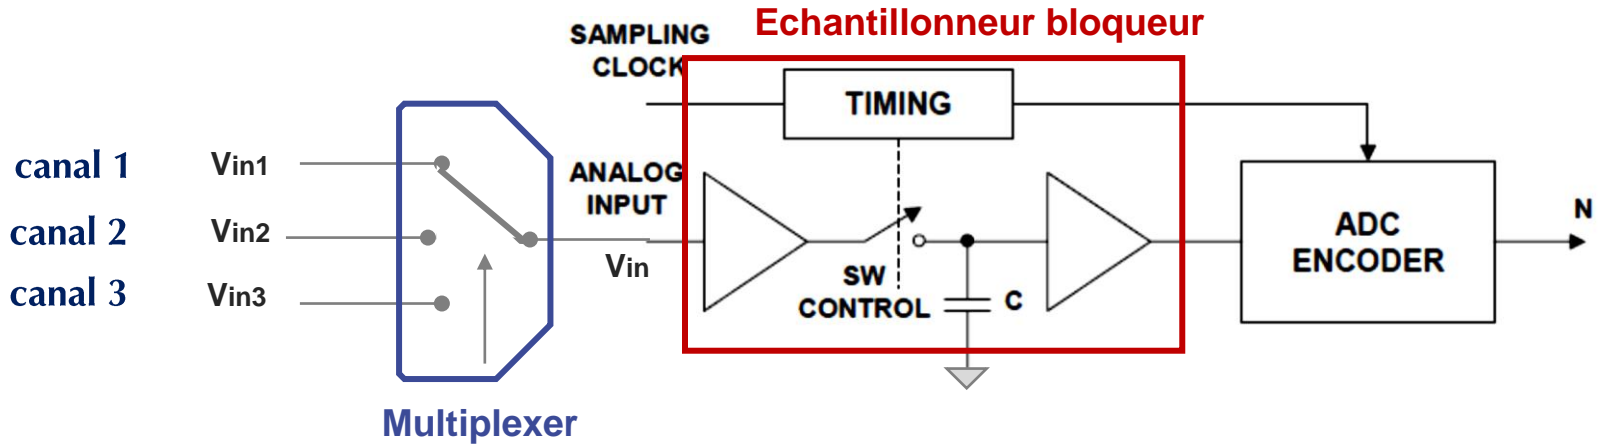 Echantillonneur bloqueur
SAMPLING
CLOCK
TIMING
canal 1 Vin1
ANALOG
INPUT
canal 2 Vin2
Vin
canal 3 Vin3
SW
CONTROL
C
ADC
ENCODER
N
Multiplexer